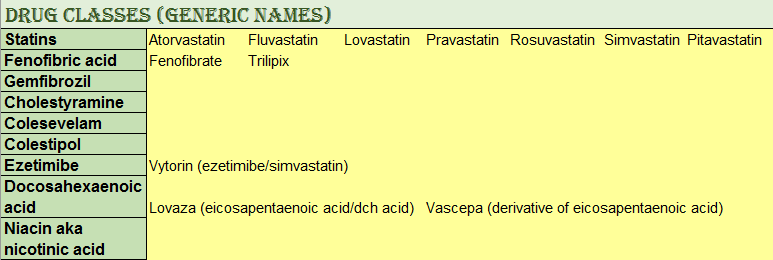 DRUG CLASSES (GENERIC NAMES)
Statins Atorvastatin Fluvastatin Lovastatin Pravastatin Rosuvastatin Simvastatin Pitavastatin
Fenofibric acid Fenofibrate Trilipix
Gemfibrozil
Cholestyramine
Colesevelam
Colestipol
Ezetimibe Vytorin (ezetimibe/simvastatin)
Docosahexaenoic
acid Lovaza (eicosapentaenoic acid/dch acid) Vascepa (derivative of eicosapentaenoic acid)
Niacin aka
nicotinic acid